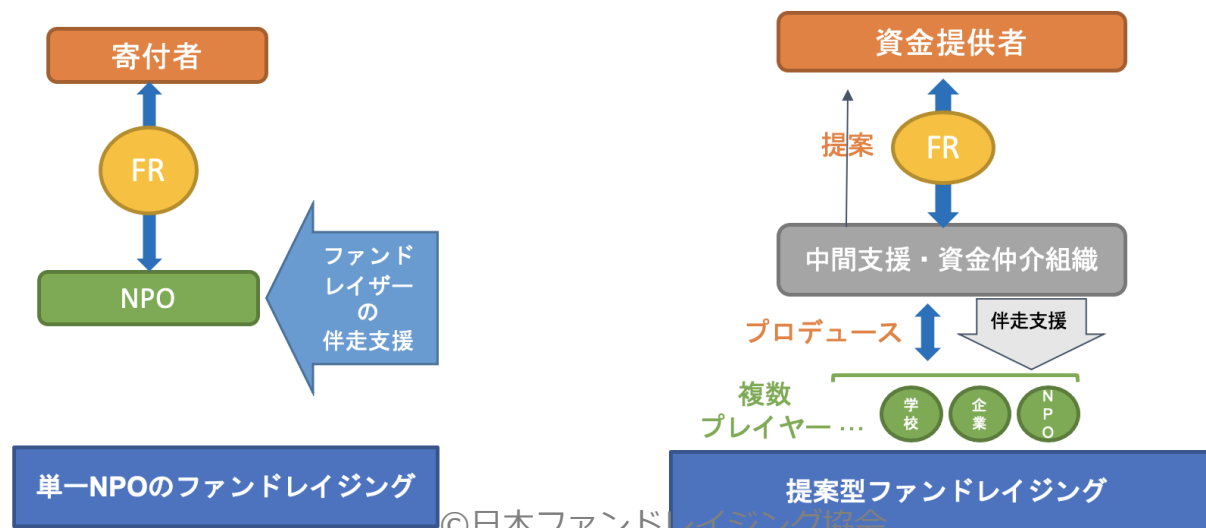 寄付者
FR
NPO
ファンド
レイザー
の
伴走支援
単一NPOのファンドレイジング
資金提供者
提案
FR
中間支援・資金仲介組織
プロデュース
伴走支援
複数
プレイヤー…
学
校
企
業
N
P
O
提案型ファンドレイジング
©日本ファンドレイジング協会